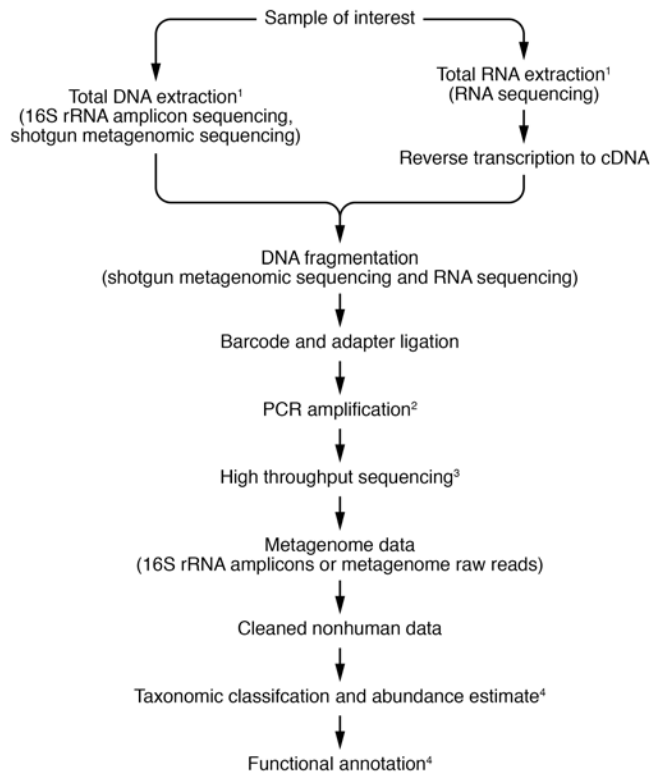 Sample of interest
Total DNA extraction¹
(16S rRNA amplicon sequencing,
shotgun metagenomic sequencing)
Total RNA extraction¹
(RNA sequencing)
Reverse transcription to cDNA
DNA fragmentation
(shotgun metagenomic sequencing and RNA sequencing)
Barcode and adapter ligation
PCR amplification²
High throughput sequencing³
Metagenome data
(16S rRNA amplicons or metagenome raw reads)
Cleaned nonhuman data
Taxonomic classifcation and abundance estimate⁴
Functional annotation⁴